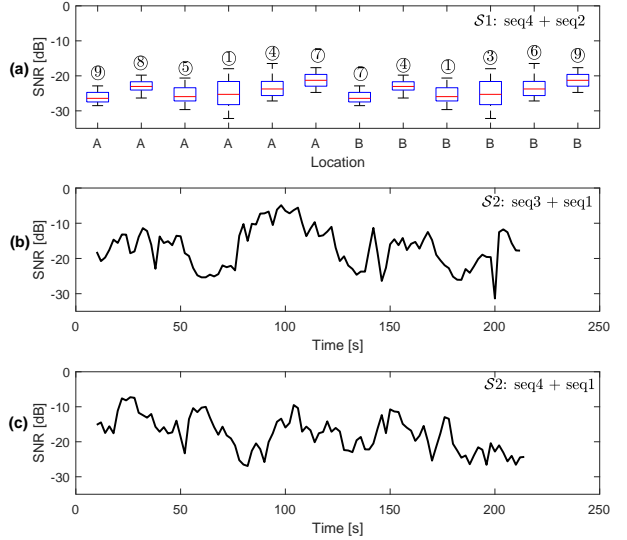 0
𝒮1: seq4 + seq2
⑨ ⑧ ⑤ ① ④ ⑦ ⑦ ④ ① ③ ⑥ ⑨
-10
-20
-30
SNR [dB]
(a)
A A A A A A B B B B B B
Location
0
𝒮2: seq3 + seq1
-10
-20
-30
SNR [dB]
(b)
0 50 100 150 200 250
Time [s]
0
𝒮2: seq4 + seq1
-10
-20
-30
SNR [dB]
(c)
0 50 100 150 200 250
Time [s]